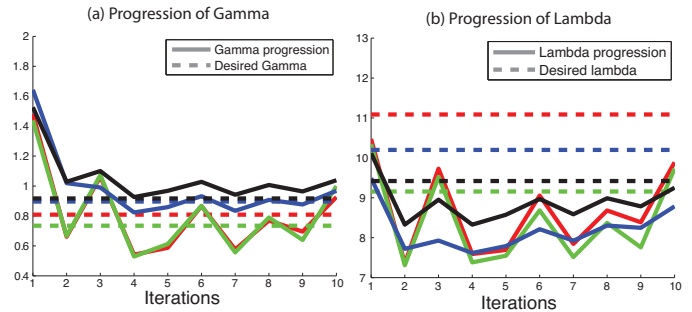 (a) Progression of Gamma
2
1.8
1.6
1.4
1.2
1
0.8
0.6
0.4
1 2 3 4 5 6 7 8 9 10
Iterations
Gamma progression
Desired Gamma
(b) Progression of Lambda
13
12
11
10
9
8
7
1 2 3 4 5 6 7 8 9 10
Iterations
Lambda progression
Desired lambda